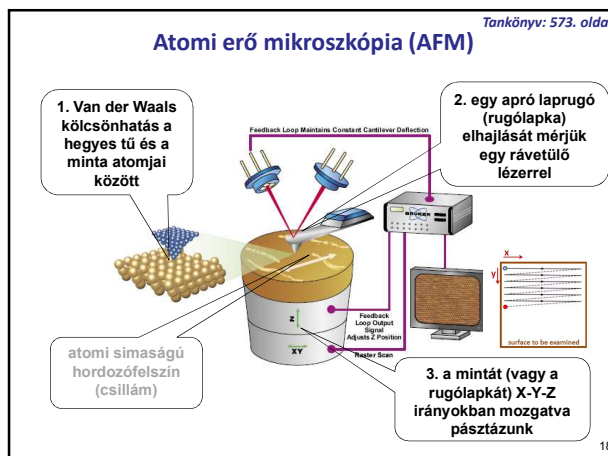 Tankönyv: 573. olda
Atomi erő mikroszkópia (AFM)
1. Van der Waals
kölcsönhatás a
hegyes tű és a
minta atomjai
között
2. egy apró laprugó
(rugólapka)
elhajlását mérjük
egy rávetülő
lézerrel
Feedback Loop Maintains Constant Cantilever Deflection
BRUKER
X
y
surface to be examined
Z
XY
Feedback
Loop Output
Signal
Adjusts Z Position
Raster Scan
atomi simaságú
hordozófelszín
(csillám)
3. a mintát (vagy a
rugólapkát) X-Y-Z
irányokban mozgatva
pásztázunk
18